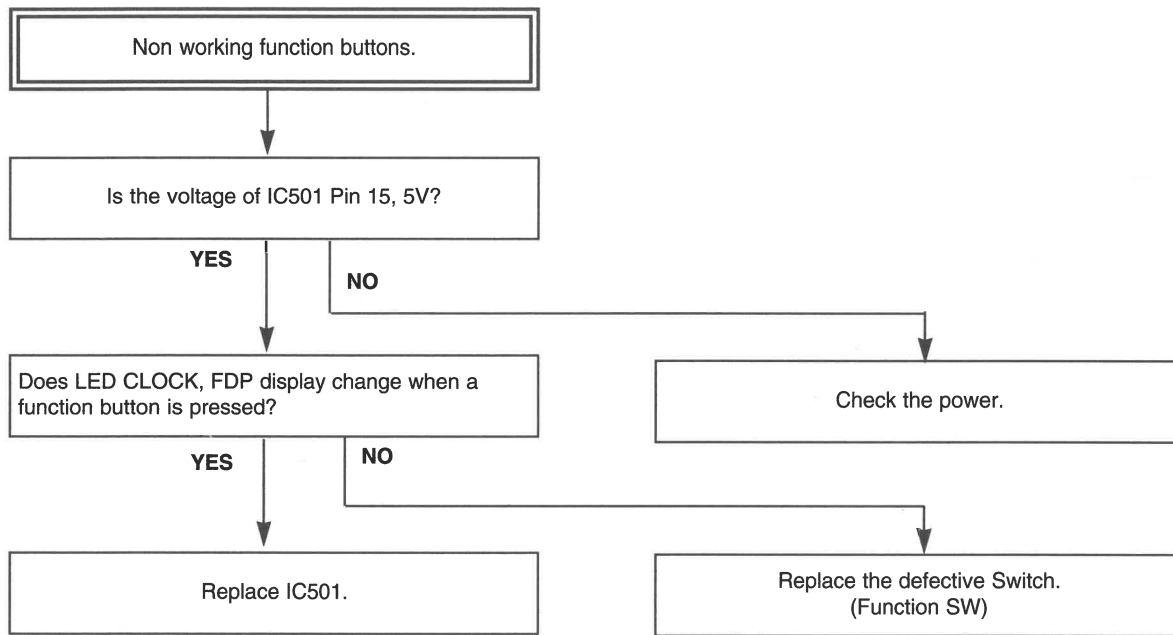 Non working function buttons.
Is the voltage of IC501 Pin 15, 5V?
YES
NO
Does LED CLOCK, FDP display change when a
function button is pressed?
Check the power.
YES
NO
Replace IC501.
Replace the defective Switch.
(Function SW)